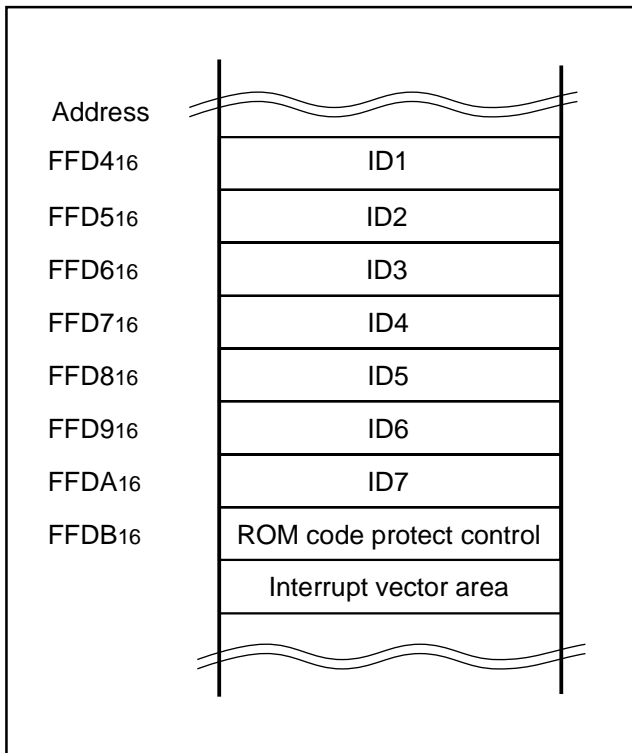 Address
FFD416 ID1
FFD516 ID2
FFD616 ID3
FFD716 ID4
FFD816 ID5
FFD916 ID6
FFDA16 ID7
FFDB16 ROM code protect control
Interrupt vector area